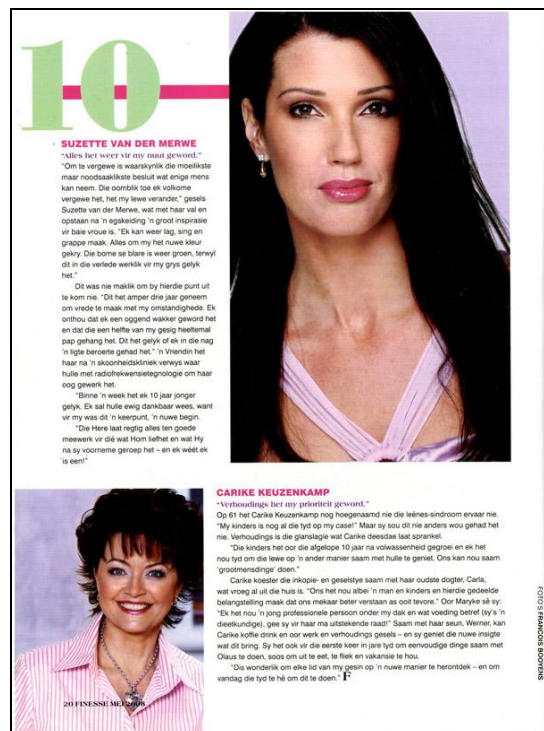 10
SUZETTE VAN DER MERWE
"Alles het weer vir my nuut geword."
"Om te vergewe is waarskynlik die moeilikste
maar noodsaaklikste besluit wat enige mens
kan neem. Die oomblik toe ek volkome
vergewe het, het my lewe verander," gesels
Suzette van der Merwe, wat met haar val en
opstaan na 'n egskeiding 'n groot inspirasie
vir baie vroue is. "Ek kan weer lag, sing en
grappe maak. Alles om my het nuwe kleur
gekry. Die bome se blare is weer groen, terwyl
dit in die verlede werklik vir my grys gelyk
het."
Dit was nie maklik om by hierdie punt uit
te kom nie. "Dit het amper drie jaar geneem
om vrede te maak met my omstandighede. Ek
onthou dat ek een oggend wakker geword het
en dat die een helfte van my gesig heeltemal
pap gehang het. Dit het gelyk of ek in die nag
'n ligte beroerte gehad het." 'n Vriendin het
haar na 'n skoonheidskliniek verwys waar
hulle met radiofrekwensietegnologie om haar
oog gewerk het.
"Binne 'n week het ek 10 jaar jonger
gelyk. Ek sal hulle ewig dankbaar wees, want
vir my was dit 'n keerpunt, 'n nuwe begin.
"Die Here laat regtig alles ten goede
meewerk vir dié wat Hom liefhet en wat Hy
na sy voorneme geroep het – en ek wéét ek
is een!"
CARIKE KEUZENKAMP
"Verhoudings het my prioriteit geword."
Op 61 het Carike Keuzenkamp nog hoegenaamd nie die leënes-sindroom ervaar nie.
"My kinders is nog al die tyd op my case!" Maar sy sou dit nie anders wou gehad het
nie. Verhoudings is die glanslagie wat Carike deesdae laat sprankel.
"Die kinders het oor die afgelope 10 jaar na volwassenheid gegroei en ek het
nou tyd om die lewe op 'n ander manier saam met hulle te geniet. Ons kan nou saam
'grootmensdinge' doen."
Carike koester die inkopie- en geselstye saam met haar oudste dogter, Carla,
wat vroeg al uit die huis is. "Ons het nou albei 'n man en kinders en hierdie gedeelde
belangstelling maak dat ons mekaar beter verstaan as ooit tevore." Oor Maryke sê sy:
"Ek het nou 'n jong professionele persoon onder my dak en wat voeding betref (sy's 'n
dieetkundige), gee sy vir haar ma uitstekende raad!" Saam met haar seun, Werner, kan
Carike koffie drink en oor werk en verhoudings gesels – en sy geniet die nuwe insigte
wat dit bring. Sy het ook vir die eerste keer in jare tyd om eenvoudige dinge saam met
Olaus te doen, soos om uit te eet, te fliek en vakansie te hou.
"Dis wonderlik om elke lid van my gesin op 'n nuwe manier te herontdek – en om
vandag die tyd te hê om dit te doen." F
20 FINESSE MEI 2008
FOTO'S FRANCOIS BOOYENS